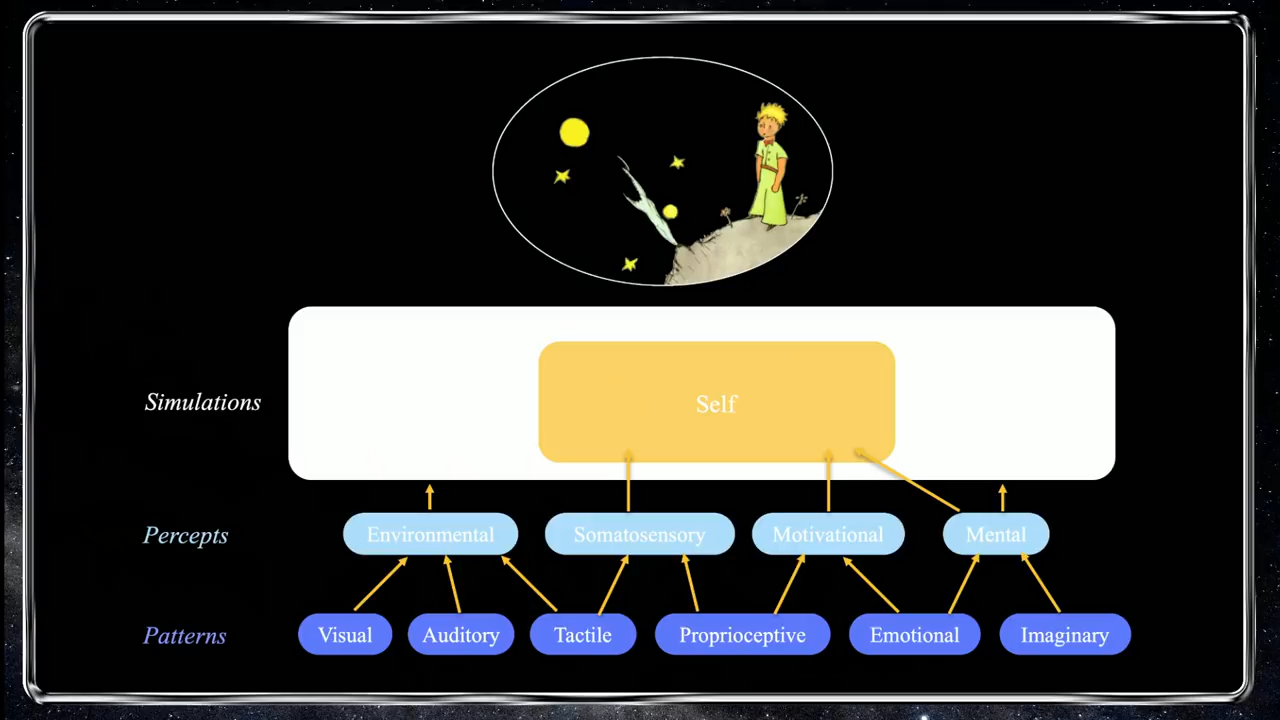 Simulations
Self
Percepts
Environmental
Somatosensory
Motivational
Mental
Patterns
Visual
Auditory
Tactile
Proprioceptive
Emotional
Imaginary